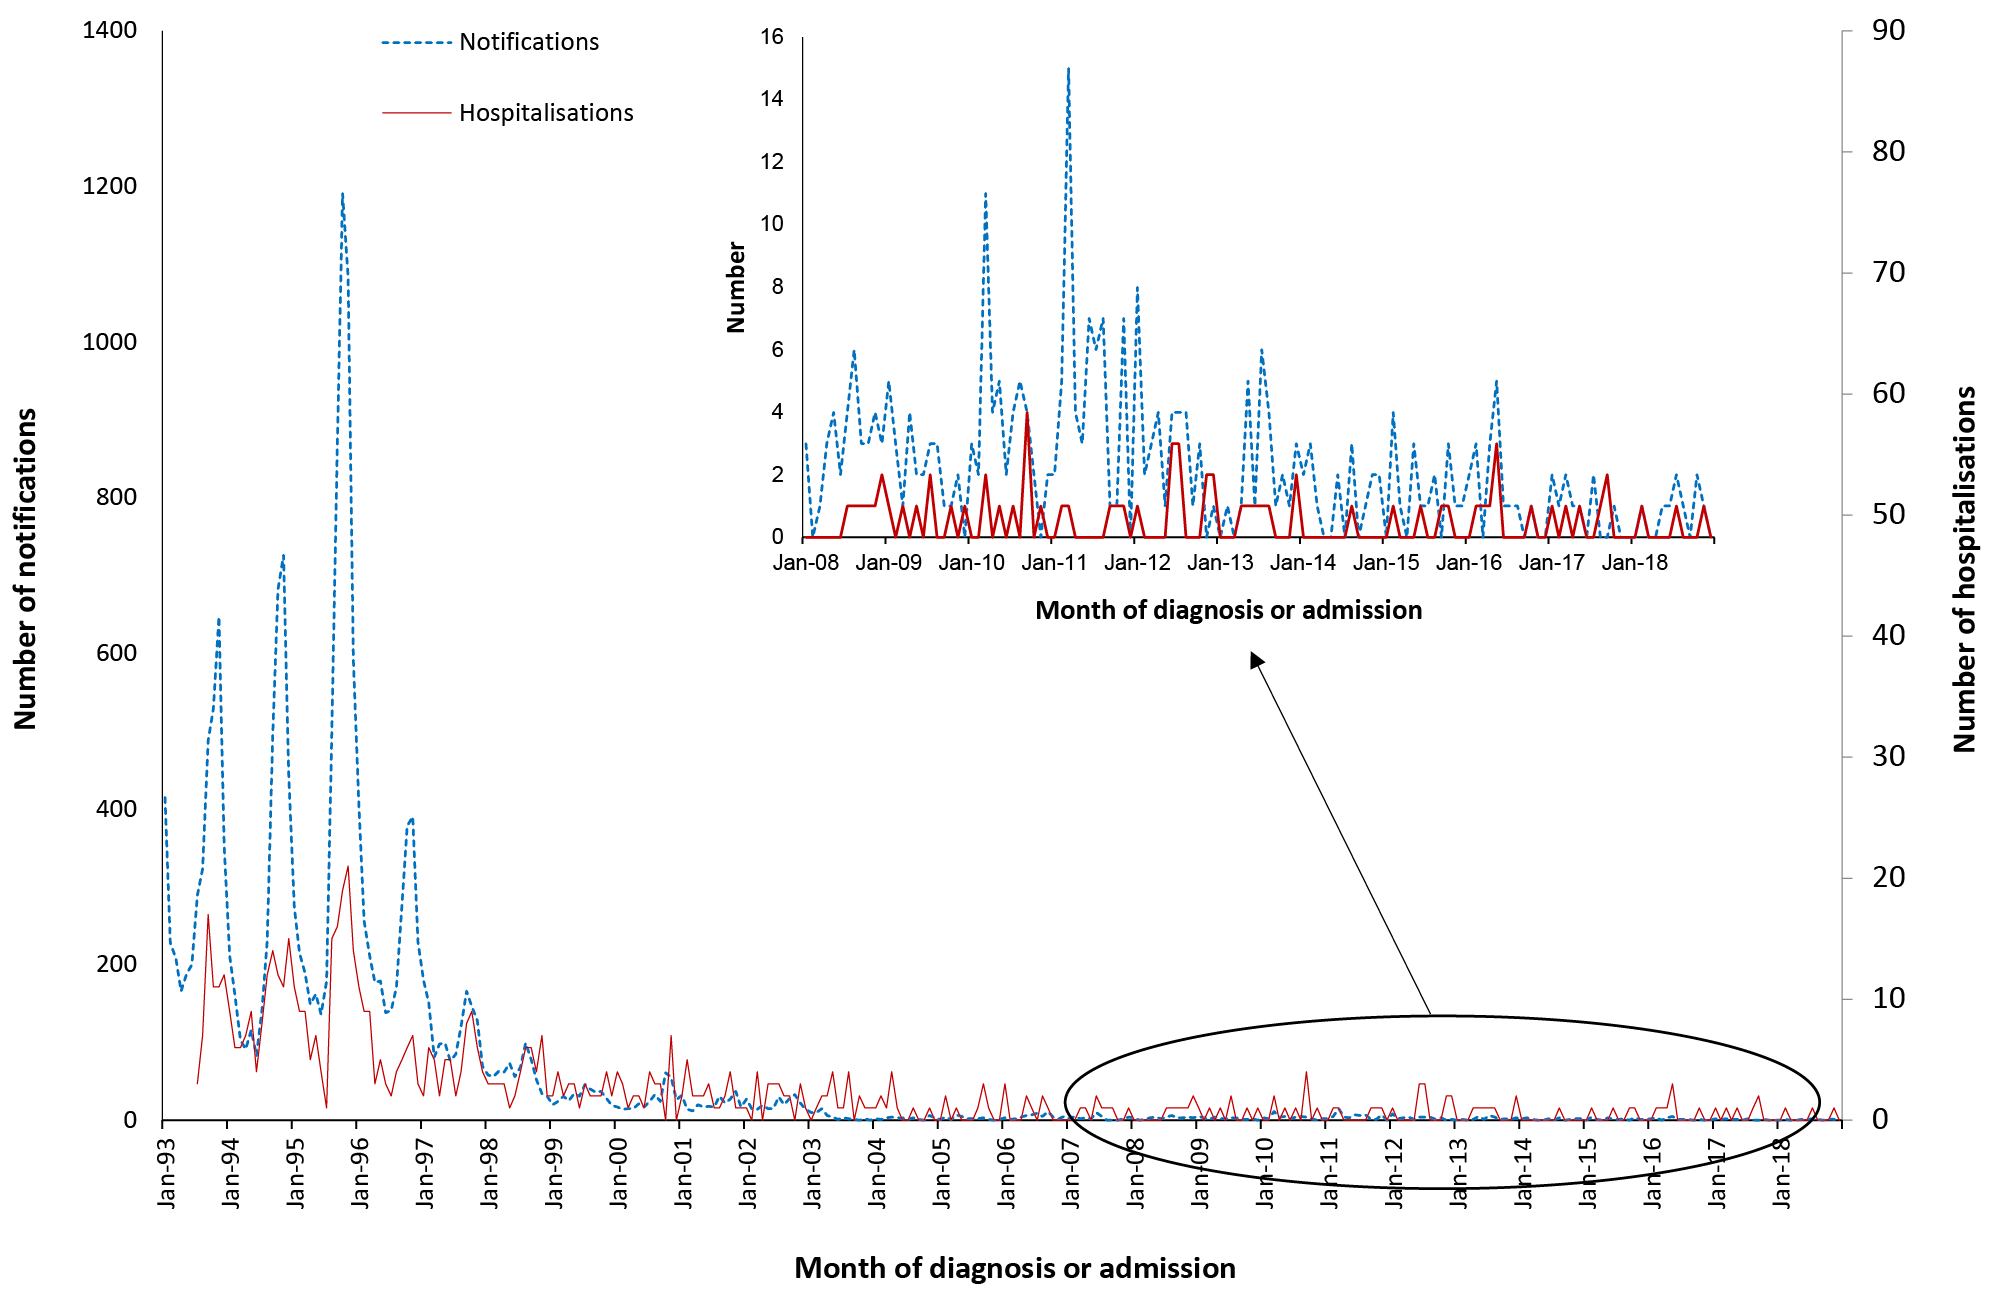 Notifications
Hospitalisations
Number of notifications
1400
1200
1000
800
600
400
200
0
Number of hospitalisations
90
80
70
60
50
40
30
20
10
0
Jan-93
Jan-94
Jan-95
Jan-96
Jan-97
Jan-98
Jan-99
Jan-00
Jan-01
Jan-02
Jan-03
Jan-04
Jan-05
Jan-06
Jan-07
Jan-08
Jan-09
Jan-10
Jan-11
Jan-12
Jan-13
Jan-14
Jan-15
Jan-16
Jan-17
Jan-18
Month of diagnosis or admission
Number
16
14
12
10
8
6
4
2
0
Jan-08 Jan-09 Jan-10 Jan-11 Jan-12 Jan-13 Jan-14 Jan-15 Jan-16 Jan-17 Jan-18
Month of diagnosis or admission